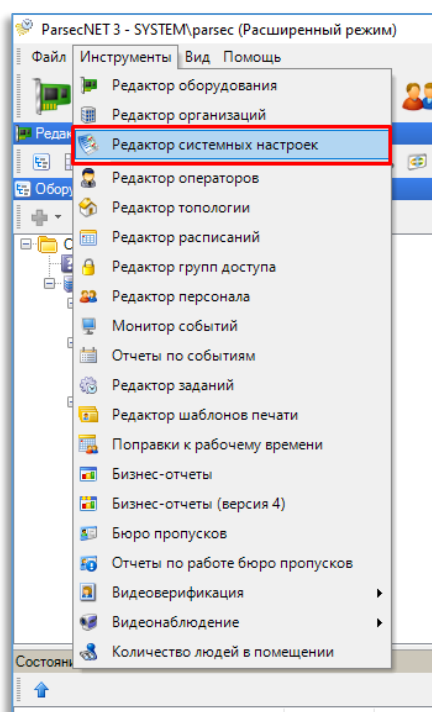 ParsecNET 3 - SYSTEM\parsec (Расширенный режим)
Файл Инструменты Вид Помощь
Редактор оборудования
Редактор организаций
Редактор системных настроек
Редактор операторов
Редактор топологии
Редактор расписаний
Редактор групп доступа
Редактор персонала
Монитор событий
Отчеты по событиям
Редактор заданий
Редактор шаблонов печати
Поправки к рабочему времени
Бизнес-отчеты
Бизнес-отчеты (версия 4)
Бюро пропусков
Отчеты по работе бюро пропусков
Видеоверификация
Видеонаблюдение
Количество людей в помещении